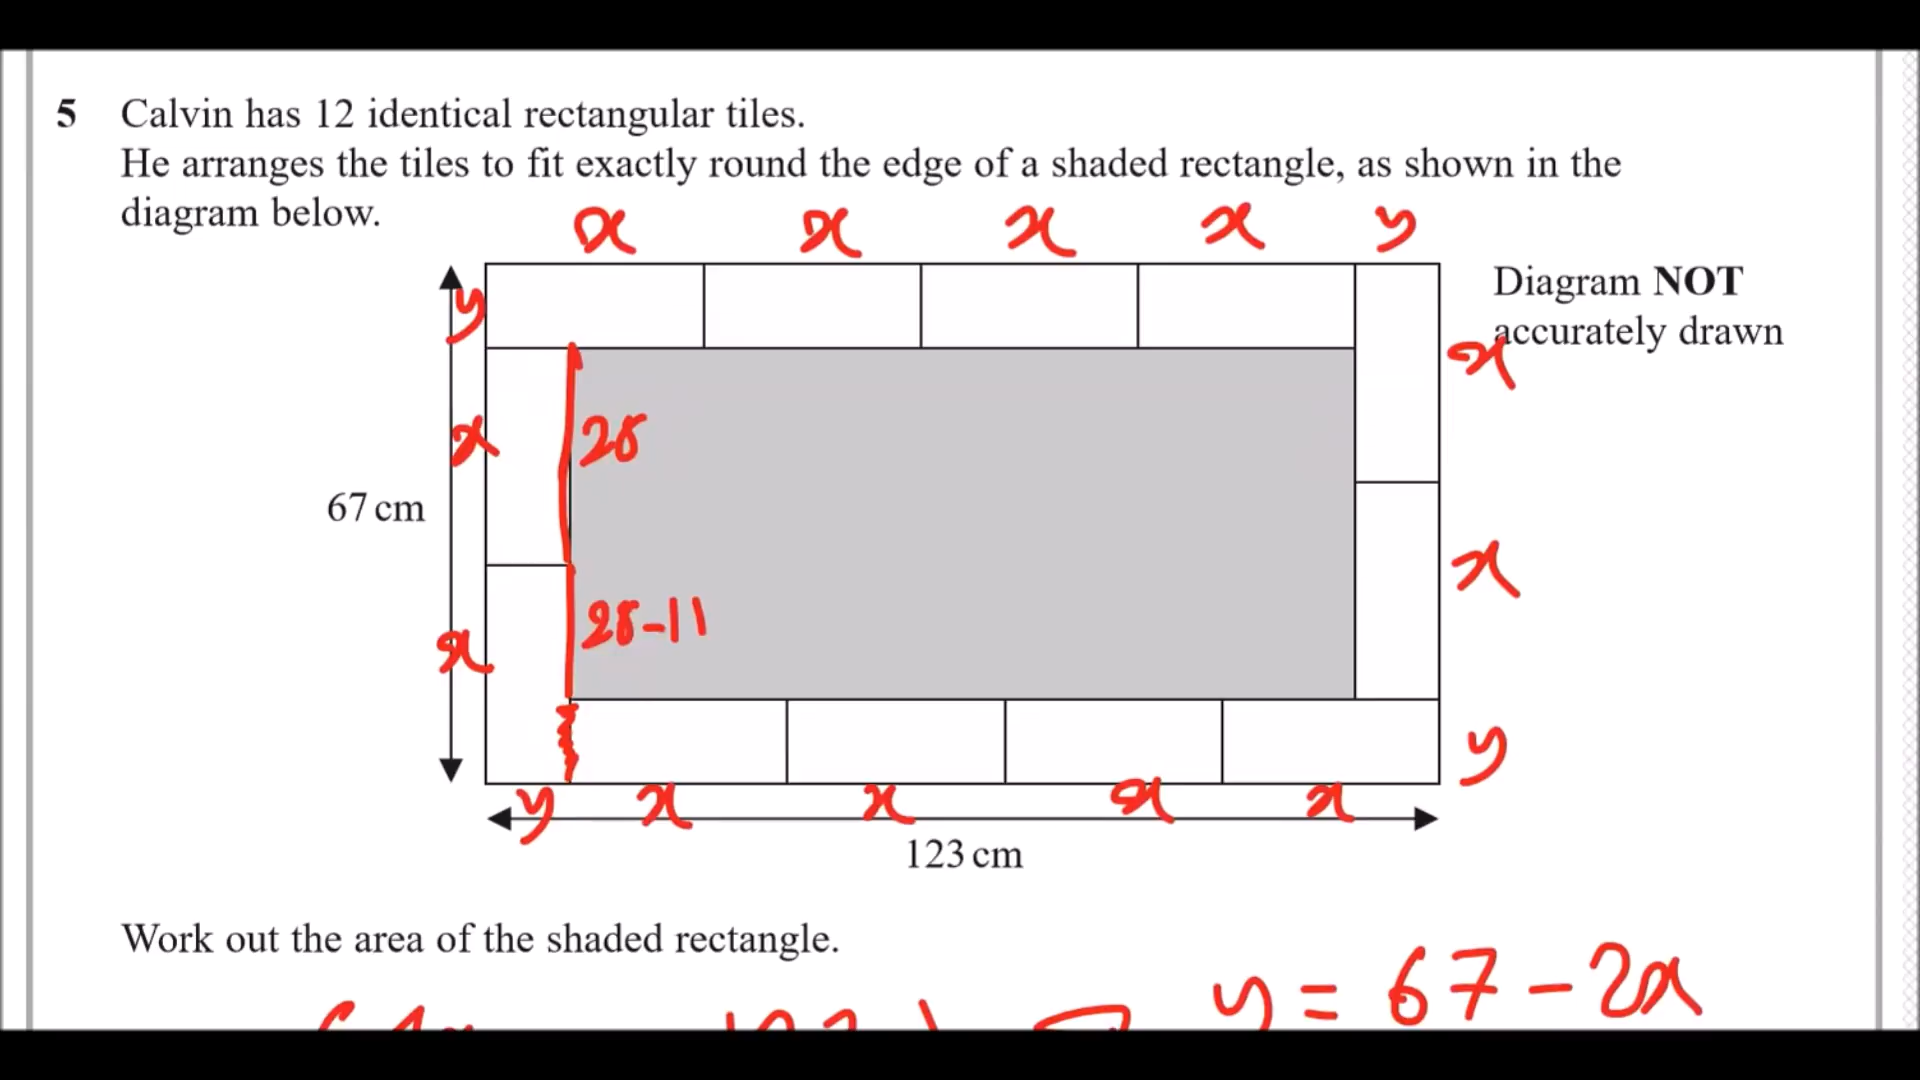 5 Calvin has 12 identical rectangular tiles.
He arranges the tiles to fit exactly round the edge of a shaded rectangle, as shown in the
diagram below.
x x x x y
Diagram NOT
accurately drawn
y
x
x
28
67 cm
x
28-11
x
y
y x x x x
123 cm
Work out the area of the shaded rectangle.
y = 67 - 2x